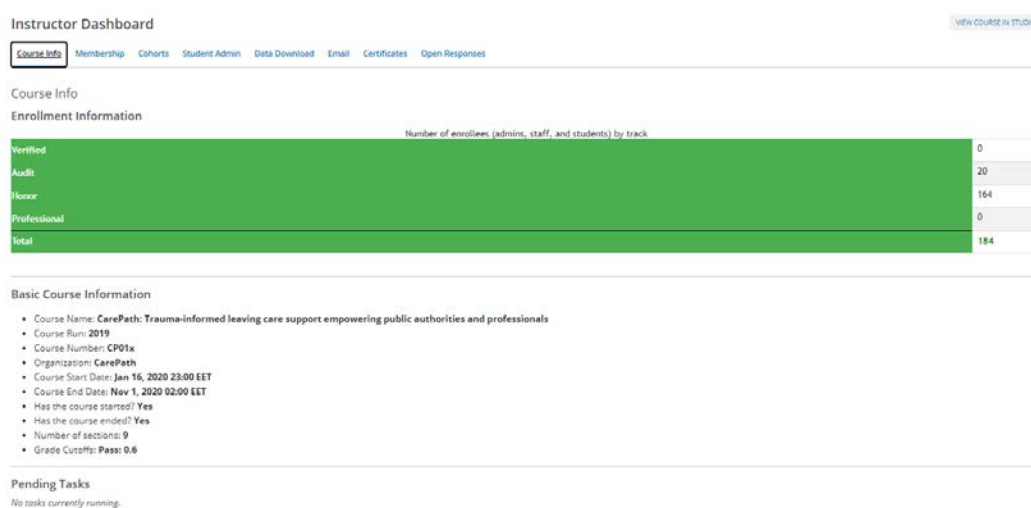 Instructor Dashboard
VIEW COURSE IN STUD
Course Info Membership Cohorts Student Admin Data Download Email Certificates Open Responses
Course Info
Enrollment Information
Number of enrollees (admins, staff, and students) by track
Verified 0
Audit 20
Honor 164
Professional 0
Total 184
Basic Course Information
• Course Name: CarePath: Trauma-informed leaving care support empowering public authorities and professionals
• Course Run: 2019
• Course Number: CP01x
• Organization: CarePath
• Course Start Date: Jan 16, 2020 23:00 EET
• Course End Date: Nov 1, 2020 02:00 EET
• Has the course started? Yes
• Has the course ended? Yes
• Number of sections: 9
• Grade Cutoffs: Pass: 0.6
Pending Tasks
No tasks currently running.